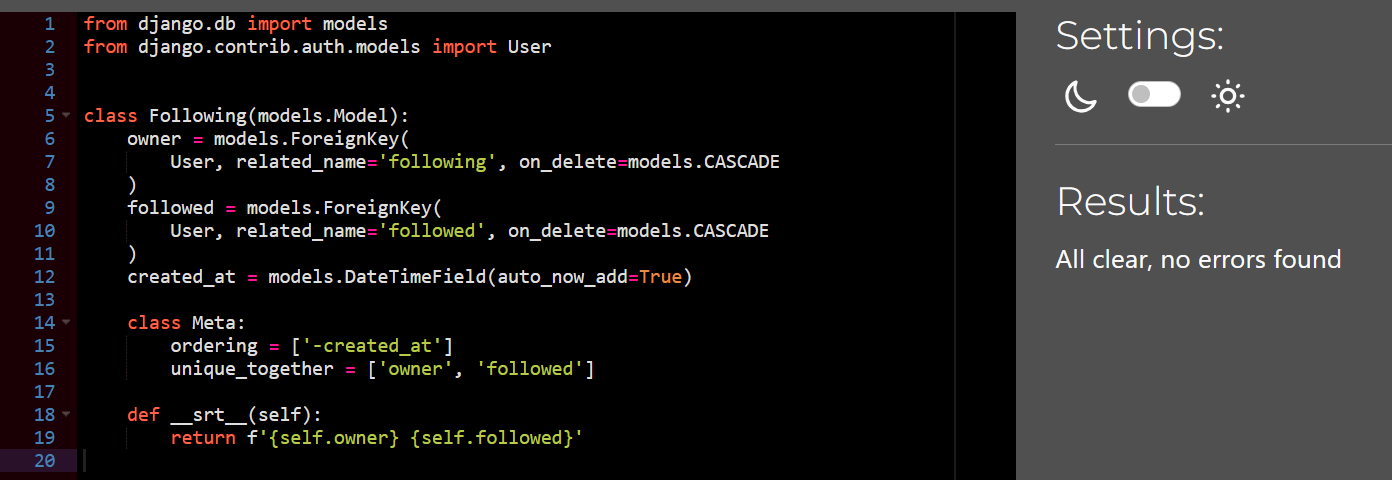 1 from django.db import models
2 from django.contrib.auth.models import User
3
4
5 class Following(models.Model):
6     owner = models.ForeignKey(
7         User, related_name='following', on_delete=models.CASCADE
8     )
9     followed = models.ForeignKey(
10         User, related_name='followed', on_delete=models.CASCADE
11     )
12     created_at = models.DateTimeField(auto_now_add=True)
13
14     class Meta:
15         ordering = ['-created_at']
16         unique_together = ['owner', 'followed']
17
18     def __srt__(self):
19         return f'{self.owner} {self.followed}'
20
Settings:
Results:
All clear, no errors found